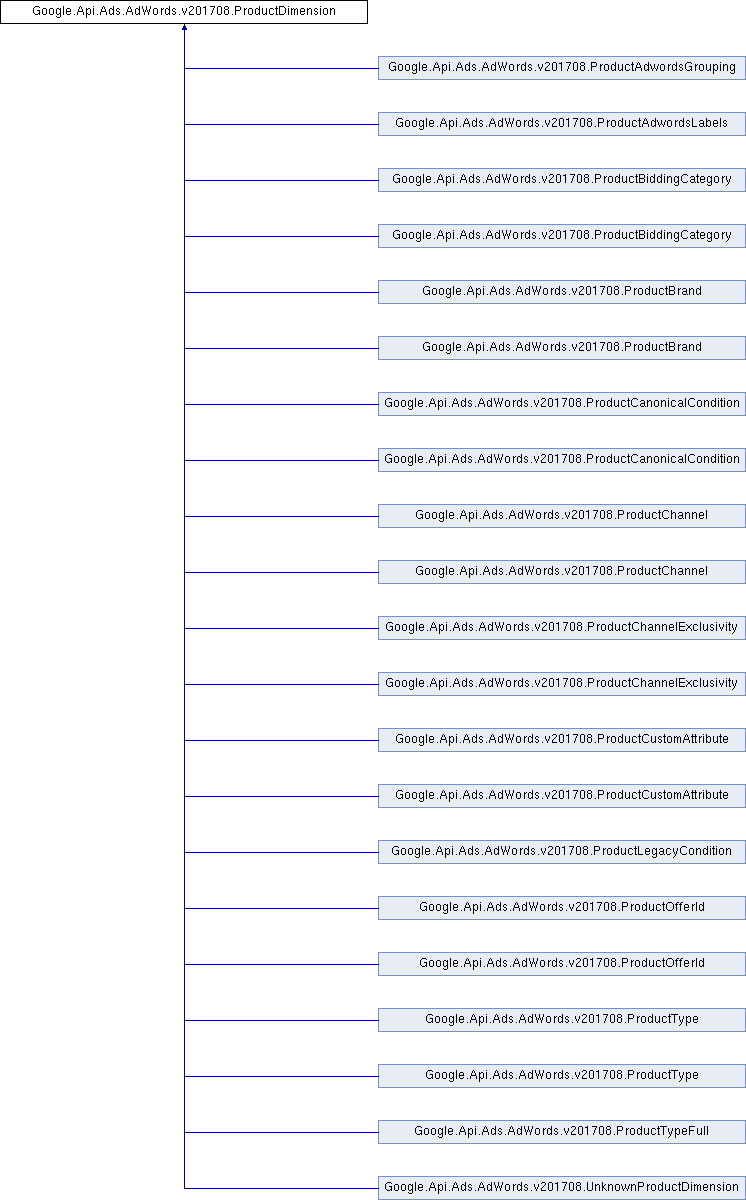 Google.Api.Ads.AdWords.v201708.ProductDimension
Google.Api.Ads.AdWords.v201708.ProductAdwordsGrouping
Google.Api.Ads.AdWords.v201708.ProductAdwordsLabels
Google.Api.Ads.AdWords.v201708.ProductBiddingCategory
Google.Api.Ads.AdWords.v201708.ProductBiddingCategory
Google.Api.Ads.AdWords.v201708.ProductBrand
Google.Api.Ads.AdWords.v201708.ProductBrand
Google.Api.Ads.AdWords.v201708.ProductCanonicalCondition
Google.Api.Ads.AdWords.v201708.ProductCanonicalCondition
Google.Api.Ads.AdWords.v201708.ProductChannel
Google.Api.Ads.AdWords.v201708.ProductChannel
Google.Api.Ads.AdWords.v201708.ProductChannelExclusivity
Google.Api.Ads.AdWords.v201708.ProductChannelExclusivity
Google.Api.Ads.AdWords.v201708.ProductCustomAttribute
Google.Api.Ads.AdWords.v201708.ProductCustomAttribute
Google.Api.Ads.AdWords.v201708.ProductLegacyCondition
Google.Api.Ads.AdWords.v201708.ProductOfferId
Google.Api.Ads.AdWords.v201708.ProductOfferId
Google.Api.Ads.AdWords.v201708.ProductType
Google.Api.Ads.AdWords.v201708.ProductType
Google.Api.Ads.AdWords.v201708.ProductTypeFull
Google.Api.Ads.AdWords.v201708.UnknownProductDimension